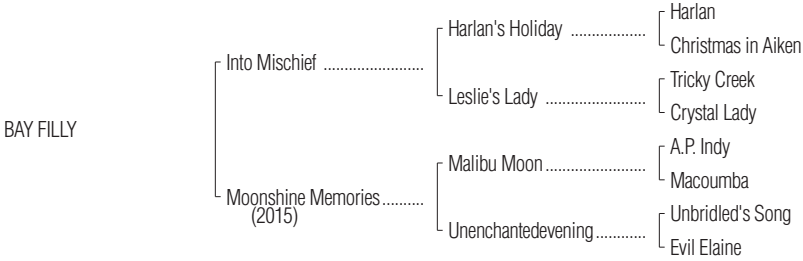 Harlan
Harlan's Holiday ..................
Christmas in Aiken
Into Mischief ........................
Tricky Creek
Leslie's Lady ........................
Crystal Lady
BAY FILLY
A.P. Indy
Malibu Moon ........................
Macoumba
Moonshine Memories..........
(2015)
Unbridled's Song
Unenchantedevening............
Evil Elaine